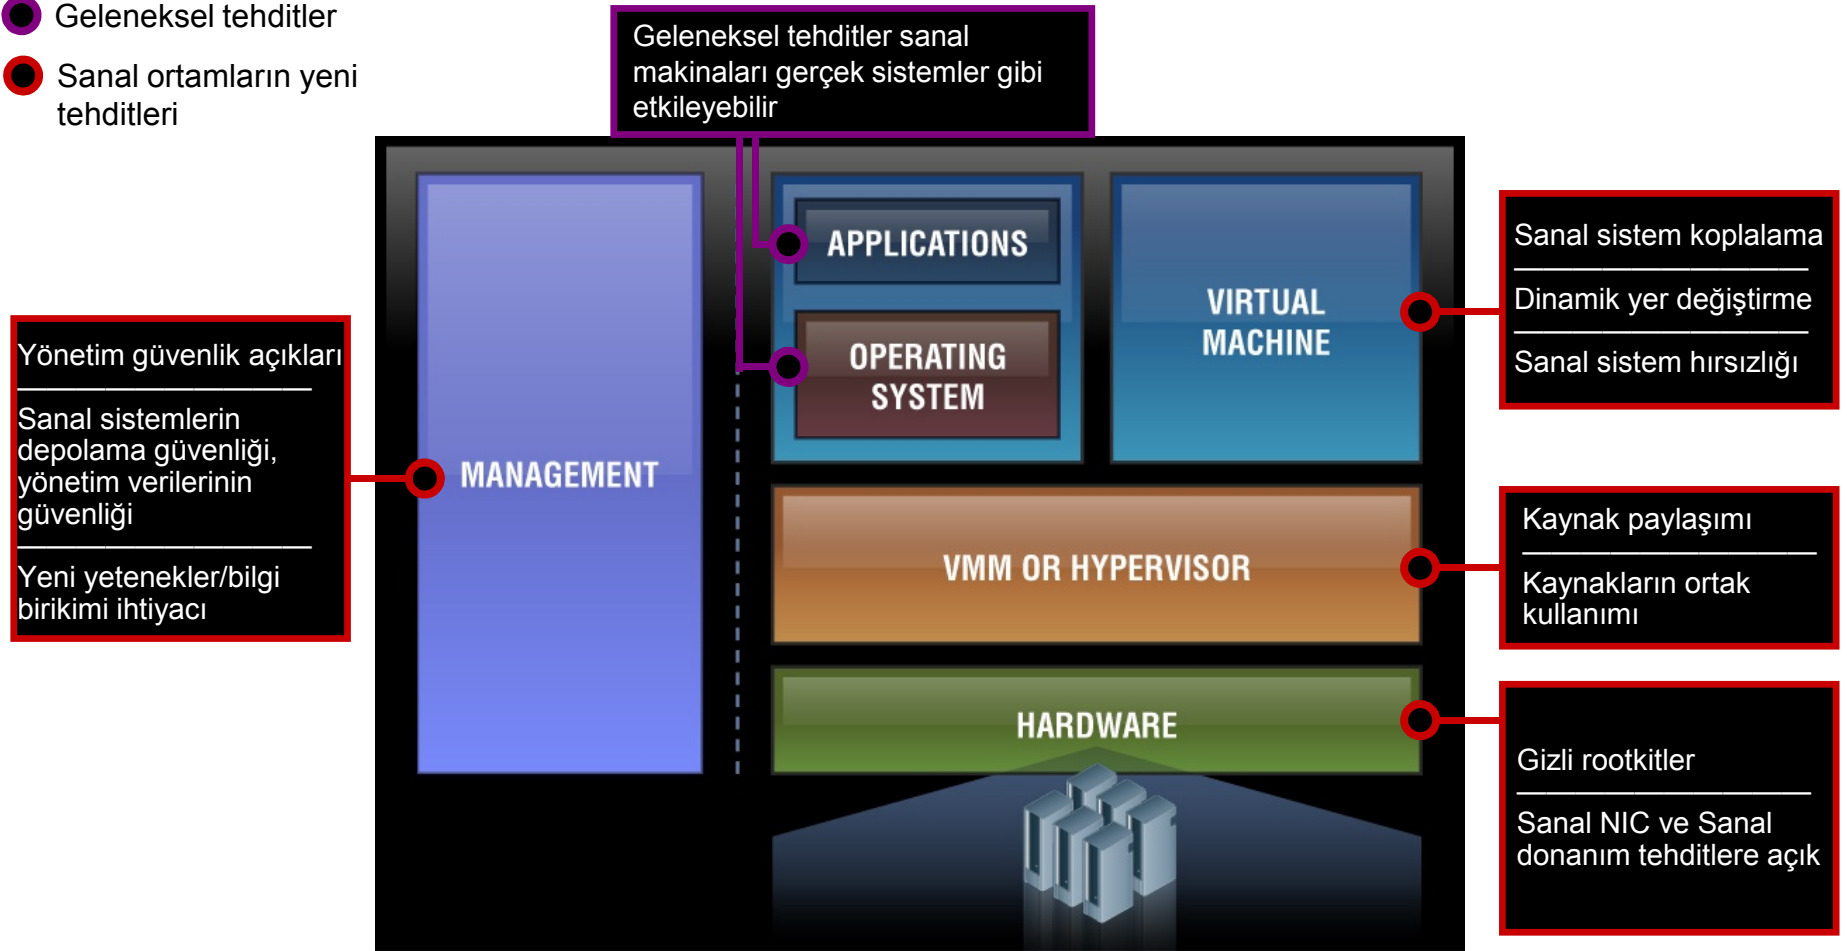 Geleneksel tehditler
Sanal ortamların yeni
tehditleri
Geleneksel tehditler sanal
makinaları gerçek sistemler gibi
etkileyebilir
Yönetim güvenlik açıkları
Sanal sistemlerin
depolama güvenliği,
yönetim verilerinin
güvenliği
Yeni yetenekler/bilgi
birikimi ihtiyacı
MANAGEMENT
APPLICATIONS
OPERATING
SYSTEM
VIRTUAL
MACHINE
VMM OR HYPERVISOR
HARDWARE
Sanal sistem koplalama
Dinamik yer değiştirme
Sanal sistem hırsızlığı
Kaynak paylaşımı
Kaynakların ortak
kullanımı
Gizli rootkitler
Sanal NIC ve Sanal
donanım tehditlere açık